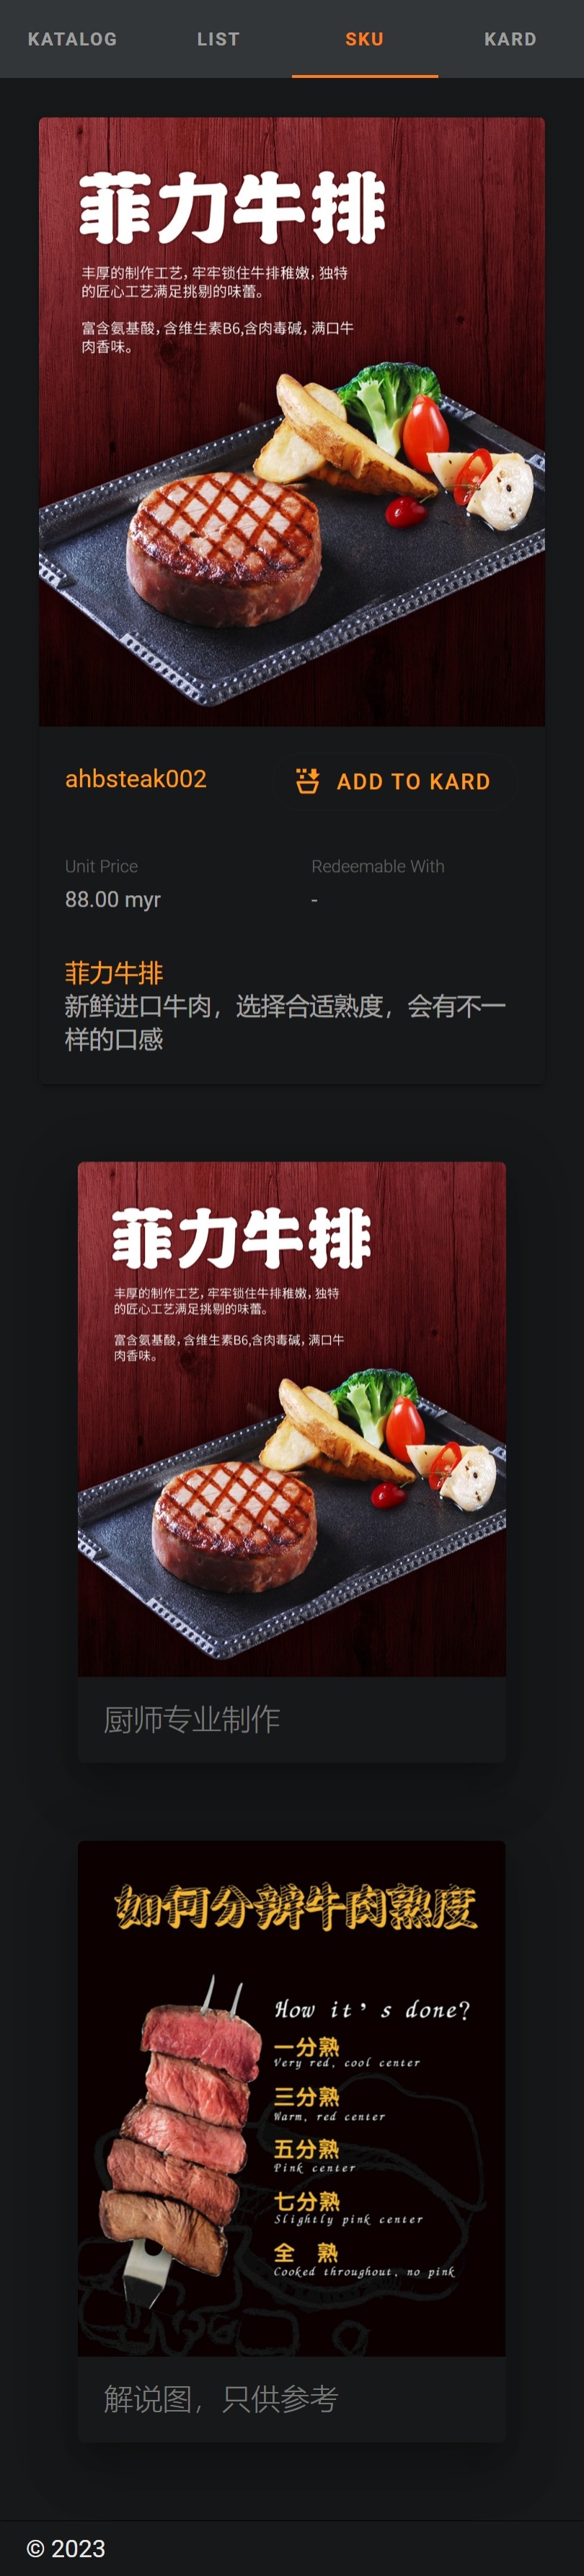 KATALOG LIST SKU KARD
菲力牛排
丰厚的制作工艺，牢牢锁住牛排稚嫩，独特
的匠心工艺满足挑剔的味蕾。
富含氨基酸，含维生素B6,含肉毒碱，满口牛
肉香味。
ahbsteak002
ADD TO KARD
Unit Price
Redeemable With
88.00 myr
-
菲力牛排
新鲜进口牛肉，选择合适熟度，会有不一
样的口感
菲力牛排
丰厚的制作工艺，牢牢锁住牛排稚嫩，独特
的匠心工艺满足挑剔的味蕾。
富含氨基酸，含维生素B6,含肉毒碱，满口牛
肉香味。
厨师专业制作
如何分辨牛肉熟度
How it's done?
一分熟
Very red, cool center
三分熟
Warm, red center
五分熟
Pink center
七分熟
Slightly pink center
全 熟
Cooked throughout, no pink
解说图，只供参考
© 2023